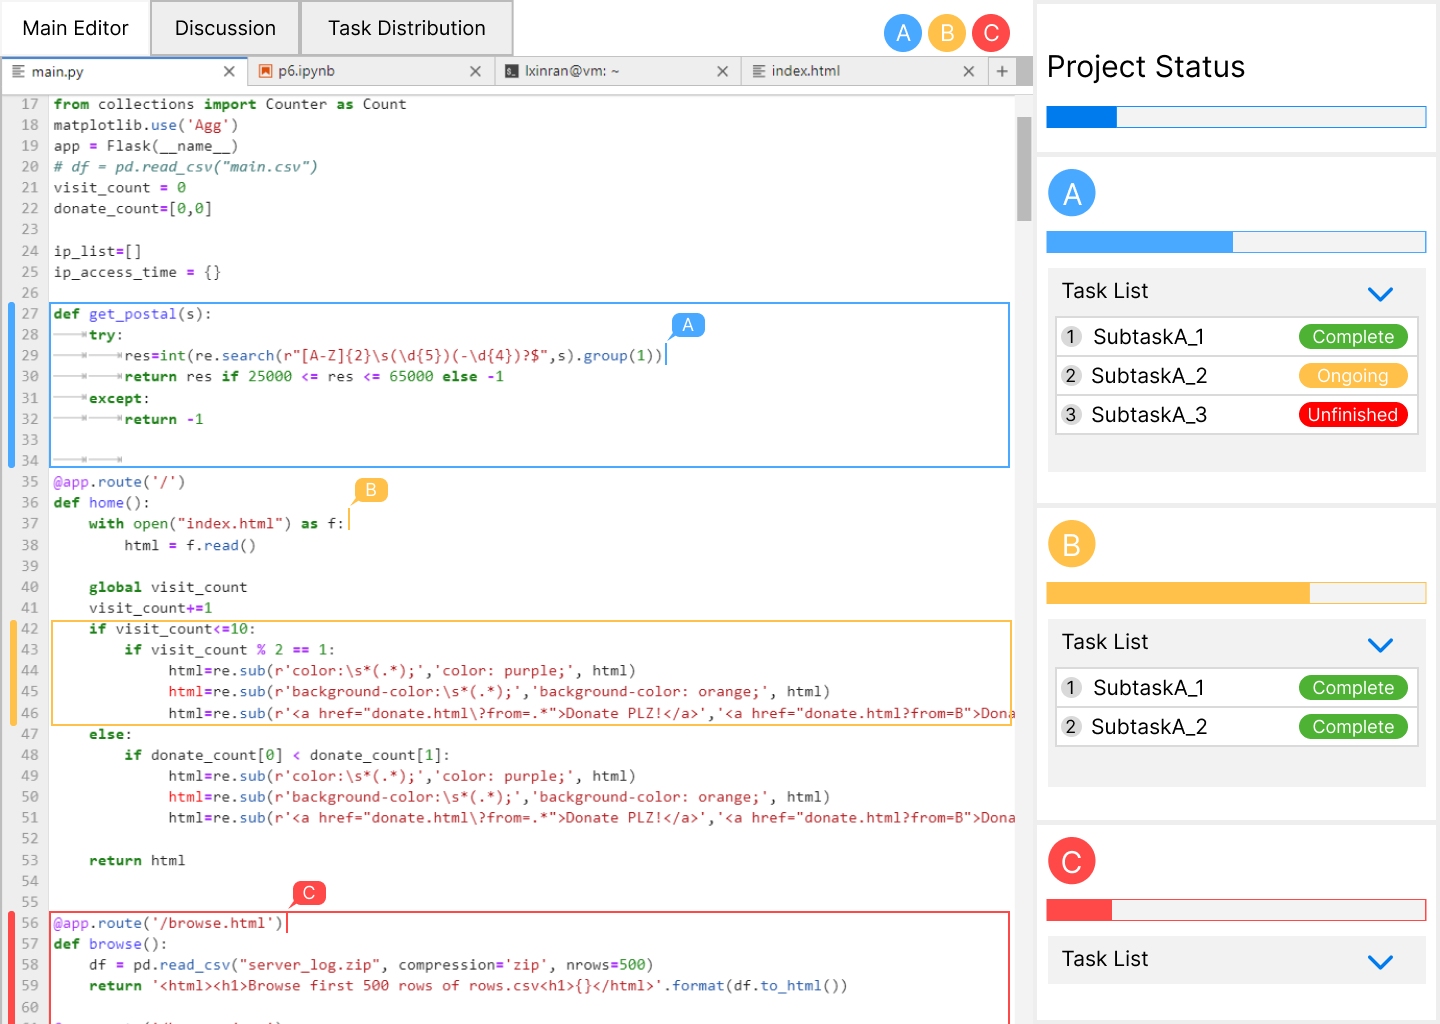 Main Editor
Discussion
Task Distribution
A
B
C
main.py
p6.ipynb
lxinran@vm: ~
index.html
17 from collections import Counter as Count
18 matplotlib.use('Agg')
19 app = Flask(__name__)
20 # df = pd.read_csv("main.csv")
21 visit_count = 0
22 donate_count=[0,0]
23
24 ip_list=[]
25 ip_access_time = {}
26
27 def get_postal(s):
28 try:
A
29 res=int(re.search(r"[A-Z]{2}\s(\d{5})(-\d{4})?$",s).group(1))
30 return res if 25000 <= res <= 65000 else -1
31 except:
32 return -1
33
34
35 @app.route('/')
36 def home():
B
37 with open("index.html") as f:
38 html = f.read()
39
40 global visit_count
41 visit_count+=1
42 if visit_count<=10:
43 if visit_count % 2 == 1:
44 html=re.sub(r'color:\s*(.*);','color: purple;', html)
45 html=re.sub(r'background-color:\s*(.*);','background-color: orange;', html)
46 html=re.sub(r'<a href="donate.html\?from=.*">Donate PLZ!</a>','<a href="donate.html?from=B">Dona
47 else:
48 if donate_count[0] < donate_count[1]:
49 html=re.sub(r'color:\s*(.*);','color: purple;', html)
50 html=re.sub(r'background-color:\s*(.*);','background-color: orange;', html)
51 html=re.sub(r'<a href="donate.html\?from=.*">Donate PLZ!</a>','<a href="donate.html?from=B">Dona
52
53 return html
54
55
C
56 @app.route('/browse.html')
57 def browse():
58 df = pd.read_csv("server_log.zip", compression='zip', nrows=500)
59 return '<html><h1>Browse first 500 rows of rows.csv<h1>{}</html>'.format(df.to_html())
60
Project Status
A
Task List
1 SubtaskA_1 Complete
2 SubtaskA_2 Ongoing
3 SubtaskA_3 Unfinished
B
Task List
1 SubtaskA_1 Complete
2 SubtaskA_2 Complete
C
Task List